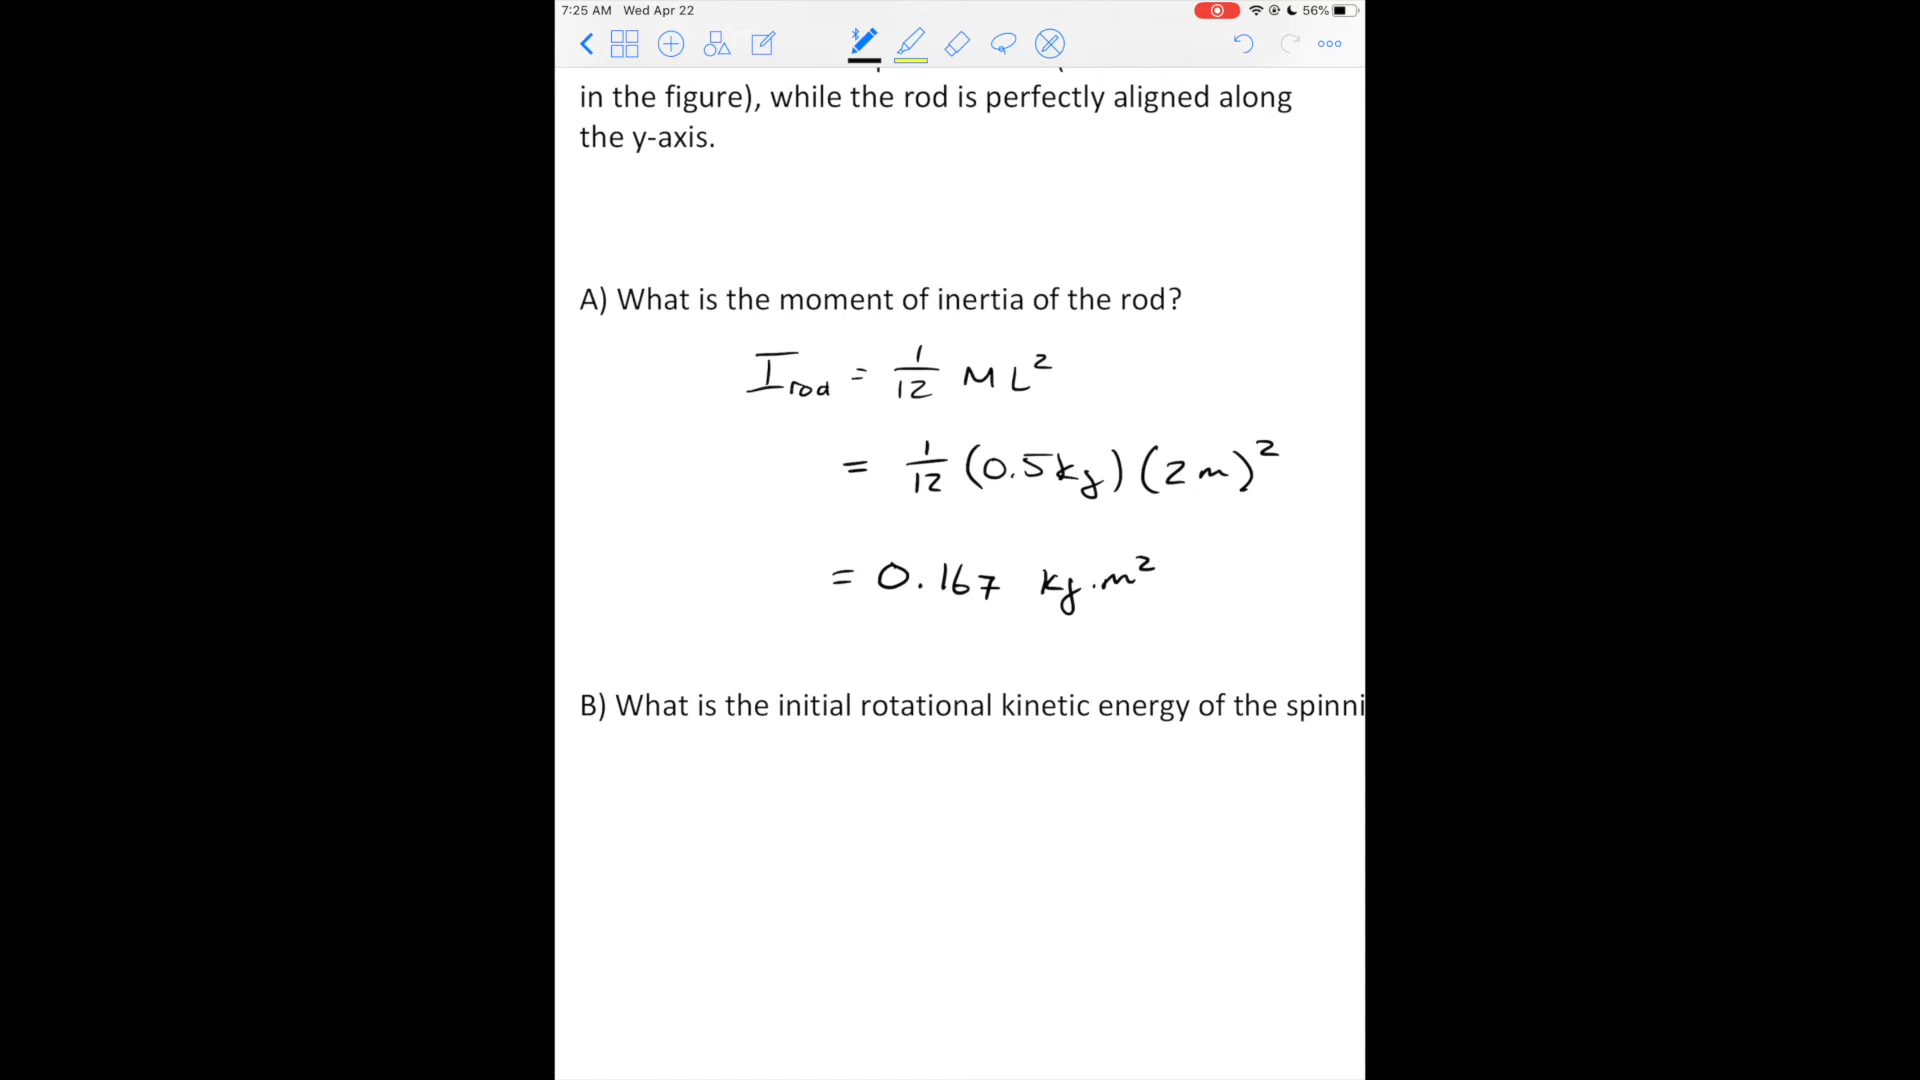 7:25 AM Wed Apr 22 56%
in the figure), while the rod is perfectly aligned along
the y-axis.
A) What is the moment of inertia of the rod?
I rod = 1/12 M L²
= 1/12 (0.5 kg) (2 m)²
= 0.167 kg·m²
B) What is the initial rotational kinetic energy of the spinni